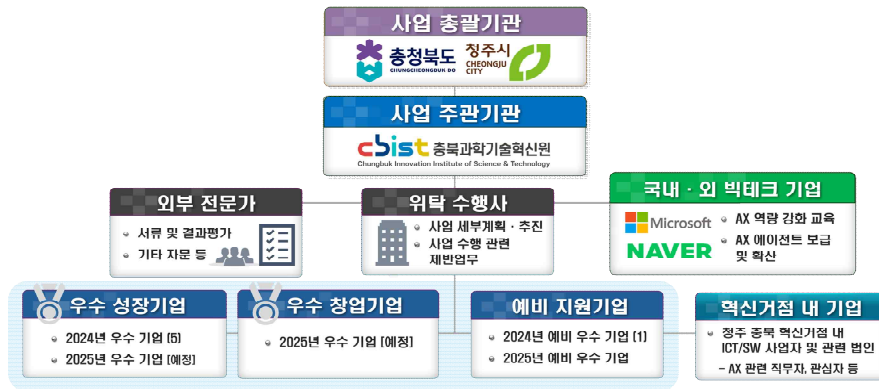 사업 총괄기관
충청북도
CHUNGCHEONGBUK DO
청주시
CHEONGJU
CITY
사업 주관기관
cbist 충북과학기술혁신원
Chungbuk Innovation Institute of Science & Technology
외부 전문가
서류 및 결과평가
기타 자문 등
위탁 수행사
사업 세부계획 · 추진
사업 수행 관련
제반업무
국내 · 외 빅테크 기업
Microsoft
NAVER
AX 역량 강화 교육
AX 에이전트 보급
및 확산
우수 성장기업
2024년 우수 기업 [5]
2025년 우수 기업 [예정]
우수 창업기업
2025년 우수 기업 [예정]
예비 지원기업
2024년 예비 우수 기업 [1]
2025년 예비 우수 기업
혁신거점 내 기업
청주 충북 혁신거점 내
ICT/SW 사업자 및 관련 법인
– AX 관련 직무자, 관심자 등